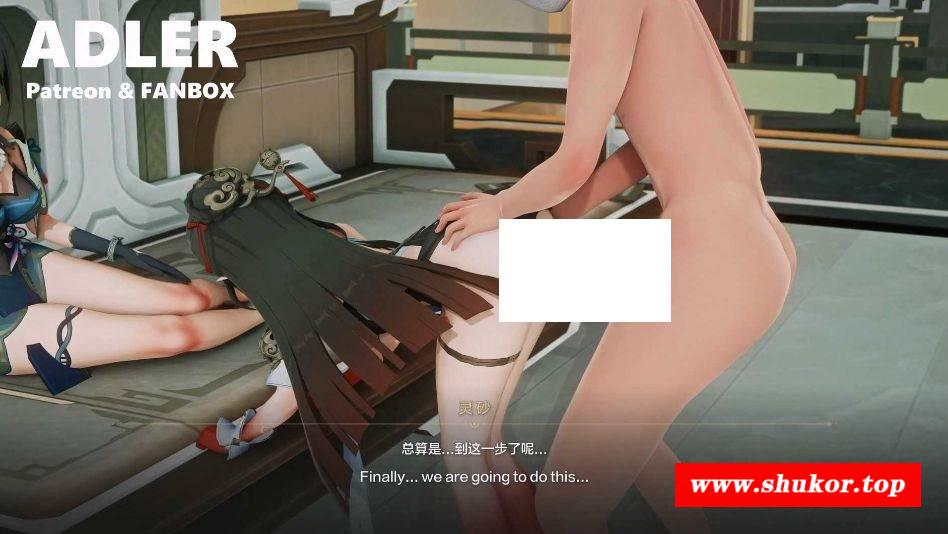 ADLER
Patreon & FANBOX
灵砂
总算是...到这一步了呢...
Finally... we are going to do this...
www.shukor.top